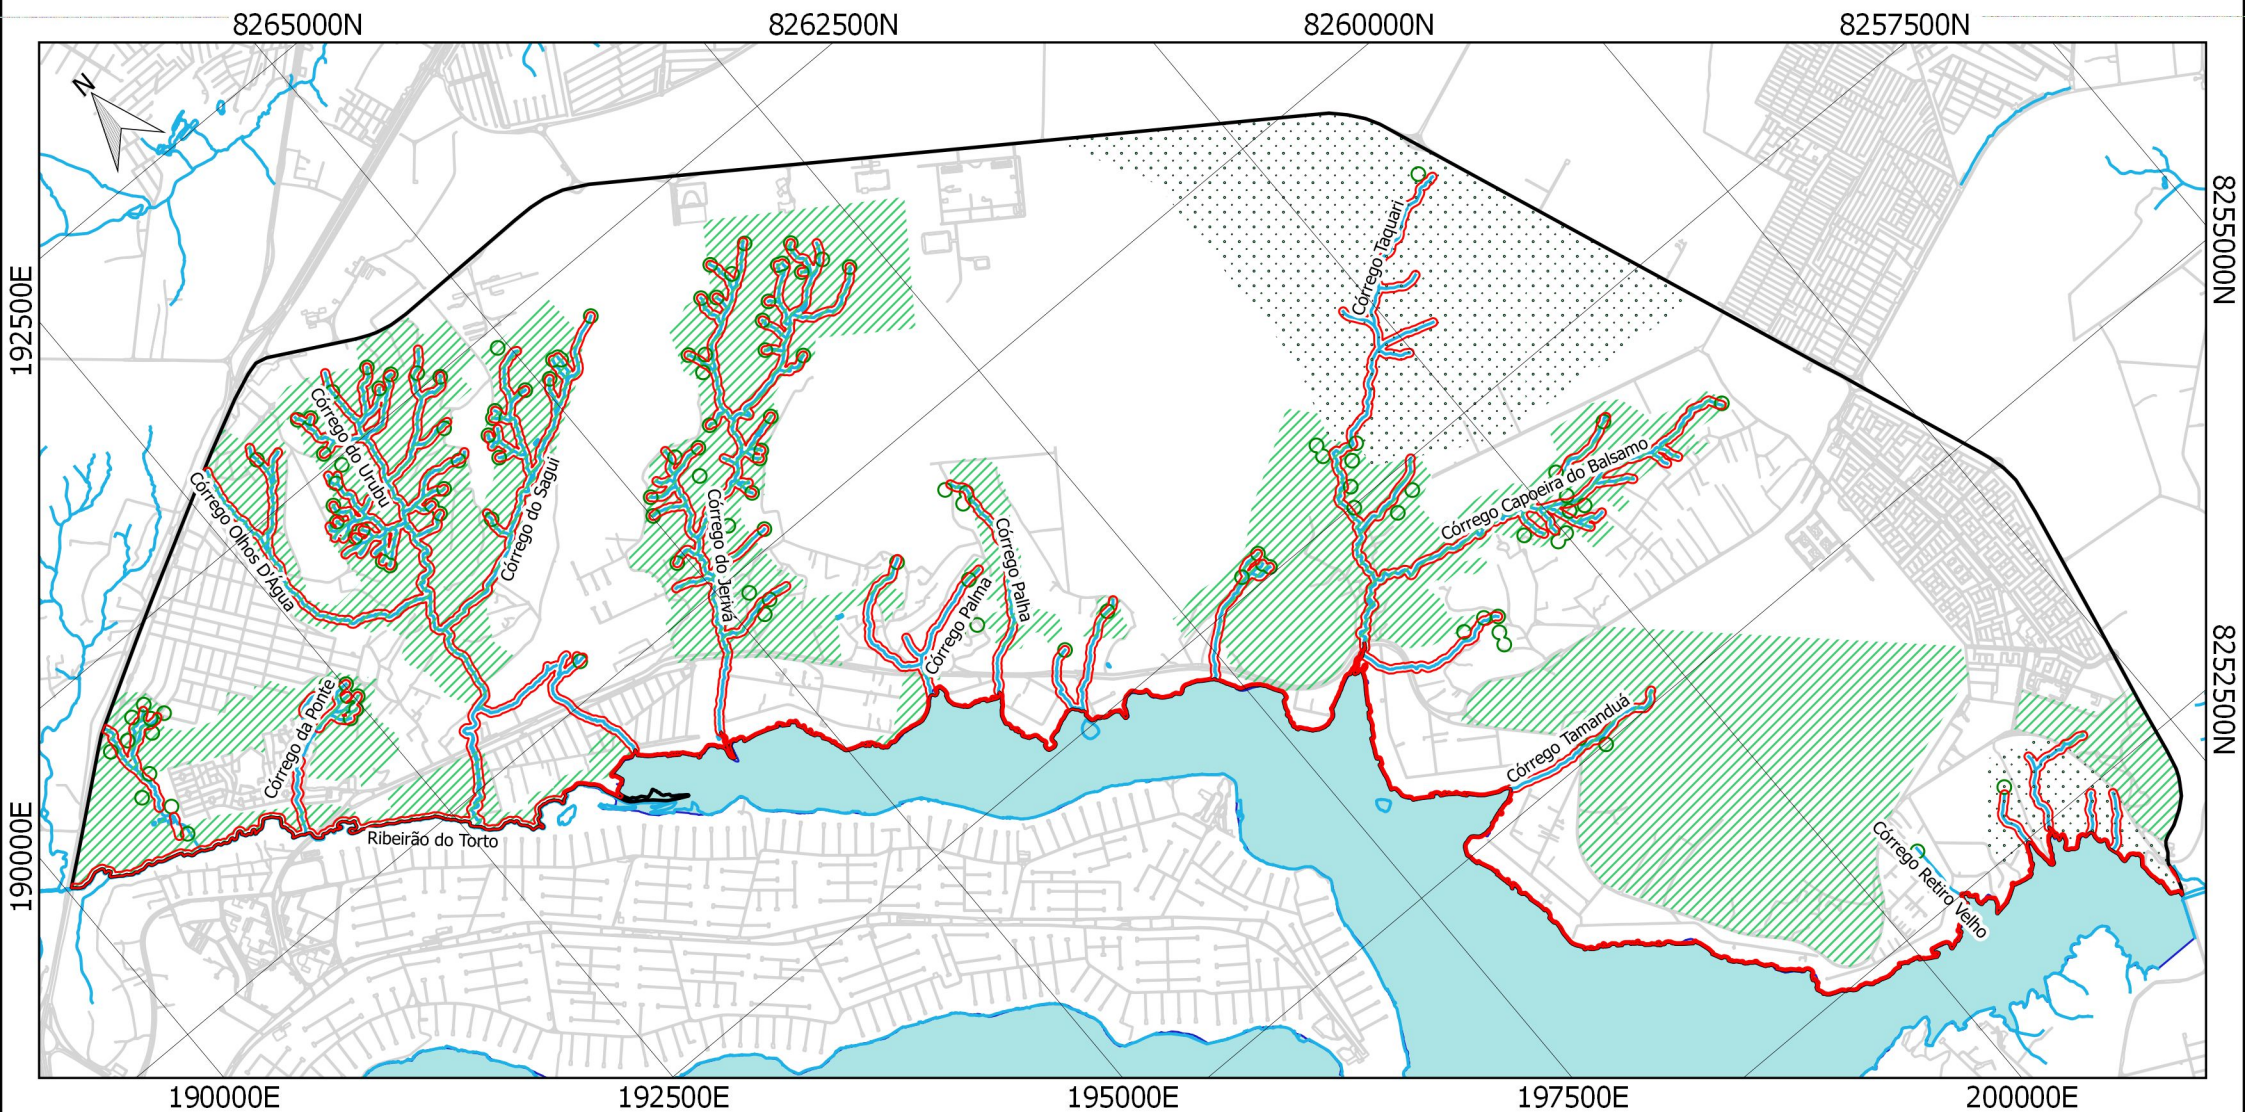 8265000N
8262500N
8260000N
8257500N
N
8255000N
192500E
Córrego Taquari
Córrego do Urubu
Córrego do Sagui
Córrego Olhos D'Água
Córrego do Jerivá
Córrego Palha
Córrego Palma
Córrego Capoeira do Balsamo
Córrego da Ponte
Córrego Tamanduá
8252500N
190000E
Ribeirão do Torto
Córrego Retiro Velho
190000E
192500E
195000E
197500E
200000E